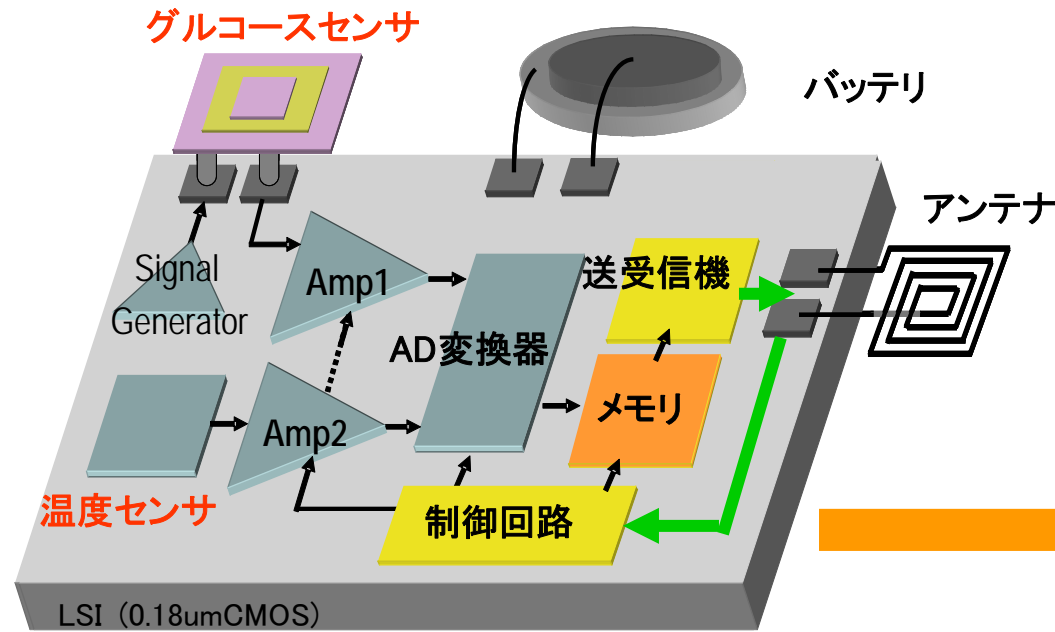 グルコースセンサ
バッテリ
アンテナ
Signal
Generator
Amp1
送受信機
AD変換器
メモリ
Amp2
温度センサ
制御回路
LSI (0.18umCMOS)